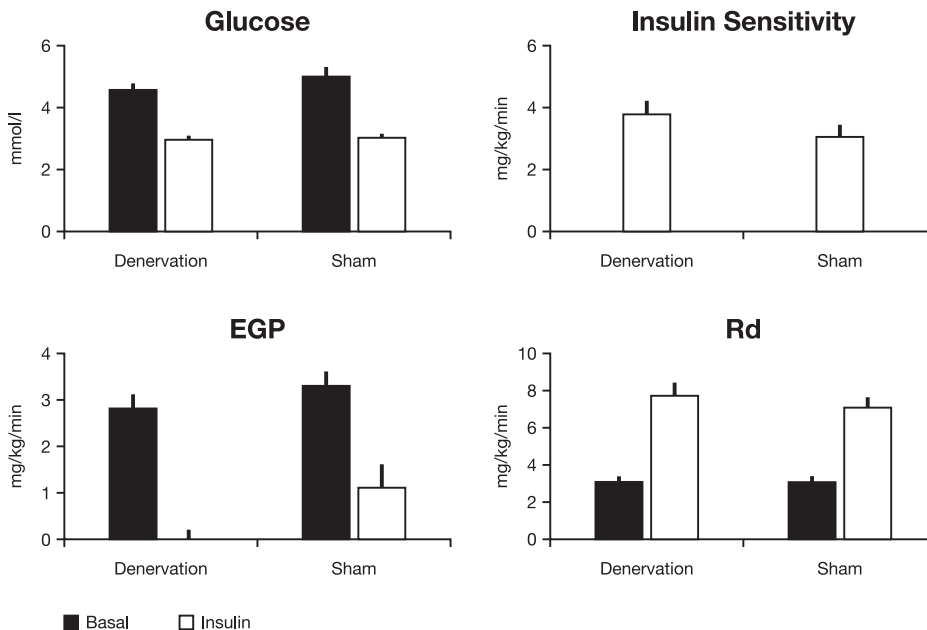 Glucose
6
4
2
0
mmol/l
Denervation Sham
Insulin Sensitivity
6
4
2
0
mg/kg/min
Denervation Sham
EGP
4
3
2
1
0
mg/kg/min
Denervation Sham
Rd
10
8
6
4
2
0
mg/kg/min
Denervation Sham
Basal Insulin